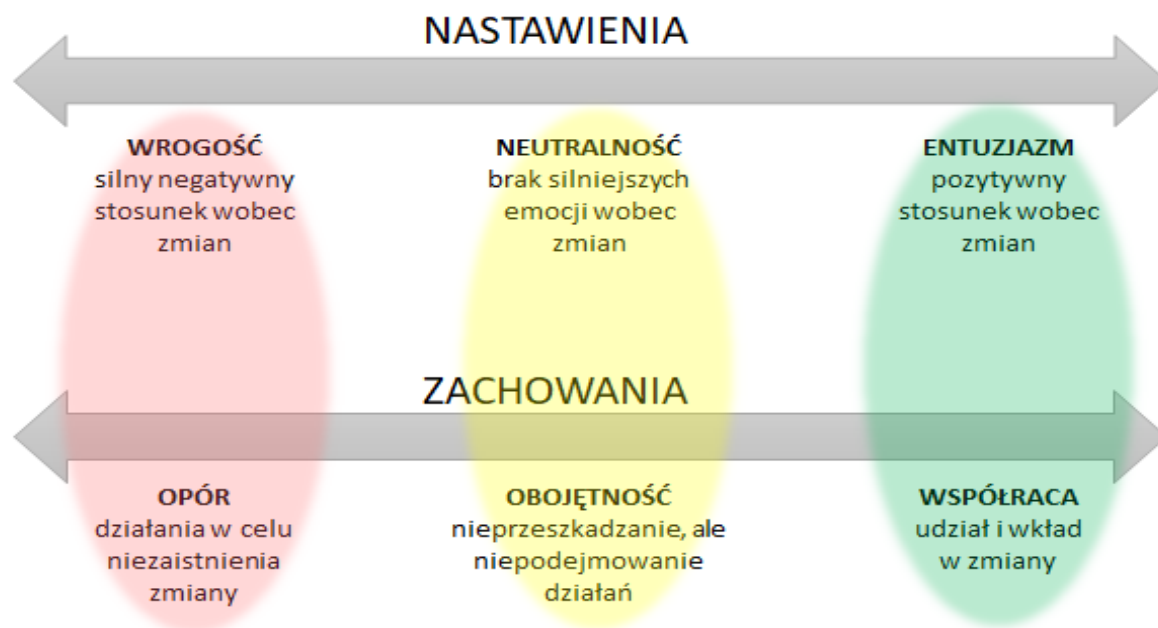 NASTAWIENIA
WROGOŚĆ
silny negatywny
stosunek wobec
zmian
NEUTRALNOŚĆ
brak silniejszych
emocji wobec
zmian
ENTUZJAZM
pozytywny
stosunek wobec
zmian
ZACHOWANIA
OPÓR
działania w celu
niezaistnienia
zmiany
OBOJĘTNOŚĆ
nieprzeszkadzanie, ale
niepodejmowanie
działań
WSPÓŁRACA
udział i wkład
w zmiany